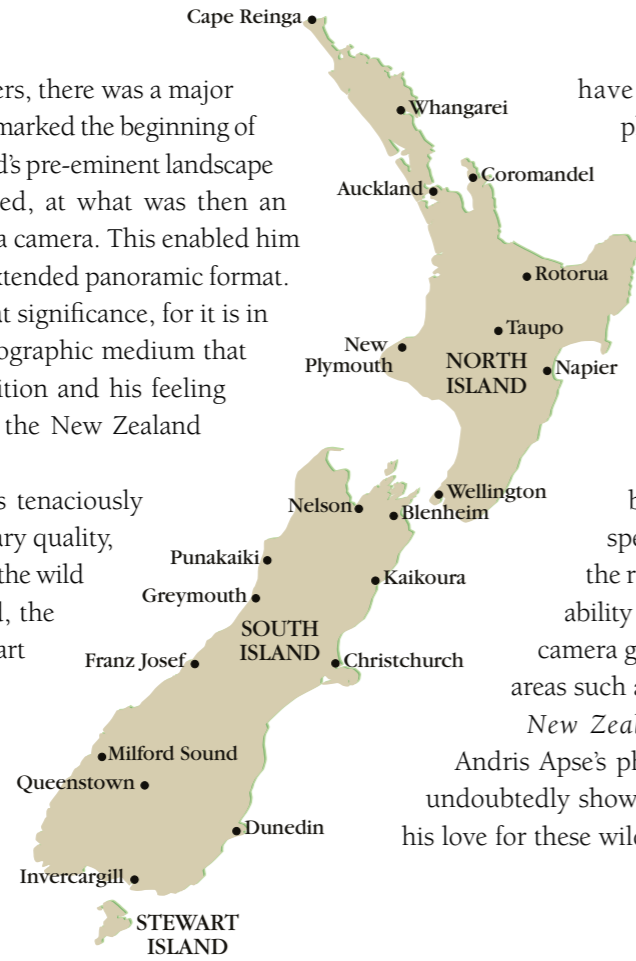 Cape Reinga
ers, there was a major
marked the beginning of
d's pre-eminent landscape
ed, at what was then an
a camera. This enabled him
xtended panoramic format.
at significance, for it is in
ographic medium that
ition and his feeling
the New Zealand
s tenaciously
ary quality,
the wild
d, the
art
Whangarei
Auckland
Coromandel
Rotorua
Taupo
New
Plymouth
NORTH
ISLAND
Napier
Wellington
Nelson
Blenheim
Punakaiki
Kaikoura
Greymouth
SOUTH
ISLAND
Franz Josef
Christchurch
Milford Sound
Queenstown
Dunedin
Invercargill
STEWART
ISLAND
have
p
b
spe
the r
ability
camera g
areas such a
New Zeal
Andris Apse's ph
undoubtedly show
his love for these wild